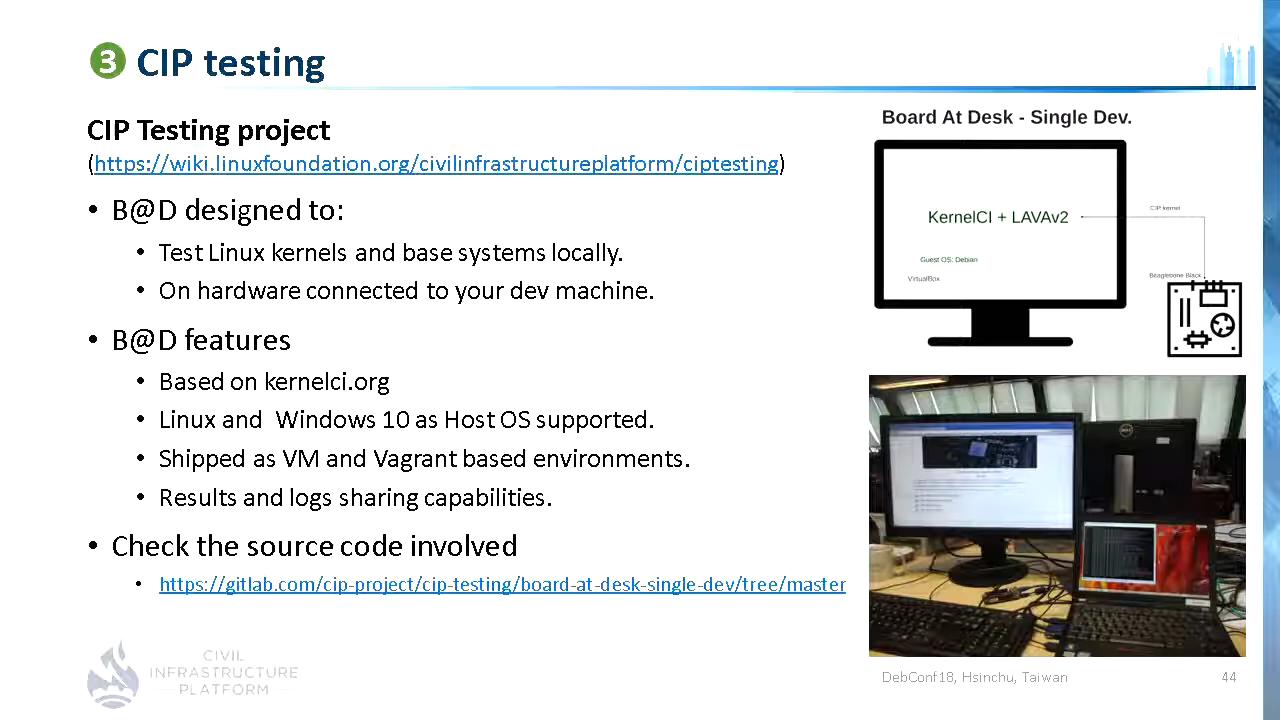 ❸ CIP testing
CIP Testing project
(https://wiki.linuxfoundation.org/civilinfrastructureplatform/ciptesting)
• B@D designed to:
• Test Linux kernels and base systems locally.
• On hardware connected to your dev machine.
• B@D features
• Based on kernelci.org
• Linux and  Windows 10 as Host OS supported.
• Shipped as VM and Vagrant based environments.
• Results and logs sharing capabilities.
• Check the source code involved
• https://gitlab.com/cip-project/cip-testing/board-at-desk-single-dev/tree/master
Board At Desk - Single Dev.
KernelCI + LAVAv2
CIP kernel
Guest OS: Debian
VirtualBox
Beaglebone Black
DELL
CIVIL
INFRASTRUCTURE
PLATFORM
DebConf18, Hsinchu, Taiwan
44